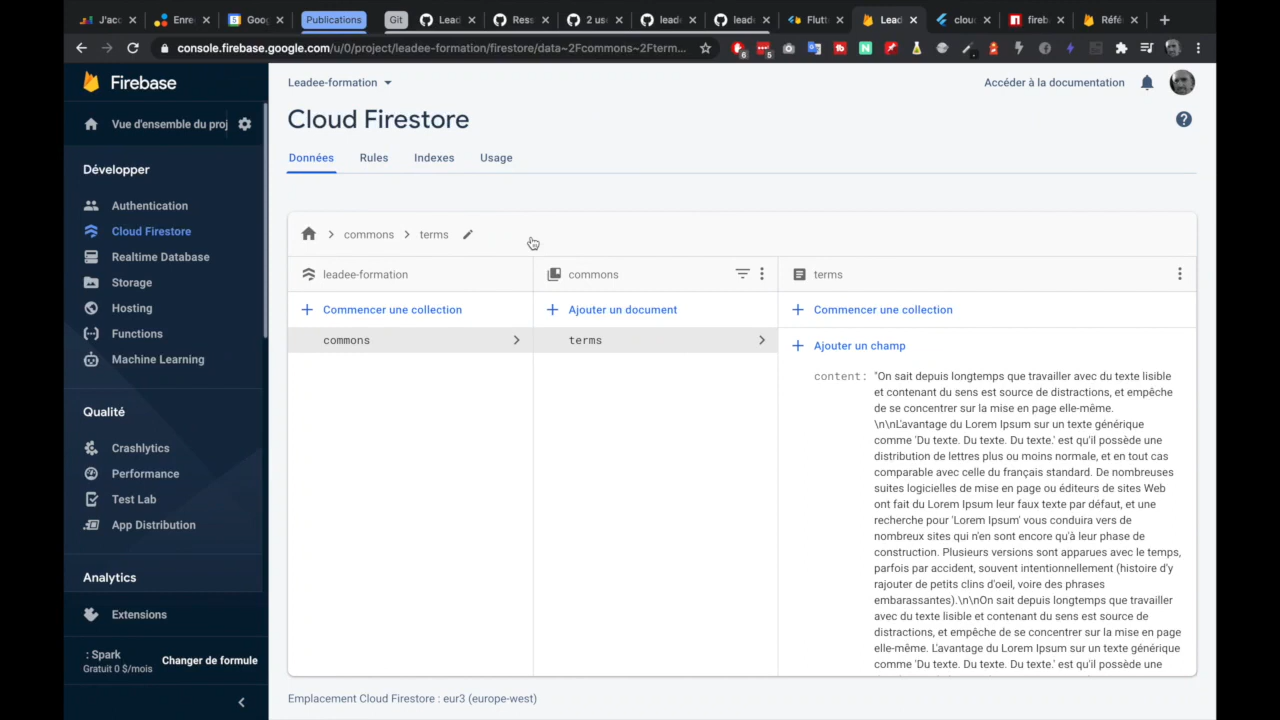 J'acc
Enre
Goog
Publications
Git
Lead
Ress
2 use
leade
leade
Flutt
Lead
clou
fireb
Réfé
console.firebase.google.com/u/0/project/leadee-formation/firestore/data~2Fcommons~2Fterm...
Firebase
Leadee-formation
Accéder à la documentation
Vue d'ensemble du proj
Cloud Firestore
Données
Rules
Indexes
Usage
Développer
Authentication
Cloud Firestore
Realtime Database
Storage
Hosting
Functions
Machine Learning
Qualité
Crashlytics
Performance
Test Lab
App Distribution
Analytics
Extensions
: Spark
Gratuit 0 $/mois
Changer de formule
commons
terms
leadee-formation
commons
terms
Commencer une collection
Ajouter un document
Commencer une collection
commons
terms
Ajouter un champ
content: "On sait depuis longtemps que travailler avec du texte lisible
et contenant du sens est source de distractions, et empêche
de se concentrer sur la mise en page elle-même.
\n\nL'avantage du Lorem Ipsum sur un texte générique
comme 'Du texte. Du texte. Du texte.' est qu'il possède une
distribution de lettres plus ou moins normale, et en tout cas
comparable avec celle du français standard. De nombreuses
suites logicielles de mise en page ou éditeurs de sites Web
ont fait du Lorem Ipsum leur faux texte par défaut, et une
recherche pour 'Lorem Ipsum' vous conduira vers de
nombreux sites qui n'en sont encore qu'à leur phase de
construction. Plusieurs versions sont apparues avec le temps,
parfois par accident, souvent intentionnellement (histoire d'y
rajouter de petits clins d'oeil, voire des phrases
embarassantes).\n\nOn sait depuis longtemps que travailler
avec du texte lisible et contenant du sens est source de
distractions, et empêche de se concentrer sur la mise en page
elle-même. L'avantage du Lorem Ipsum sur un texte générique
comme 'Du texte. Du texte. Du texte.' est qu'il possède une
Emplacement Cloud Firestore : eur3 (europe-west)